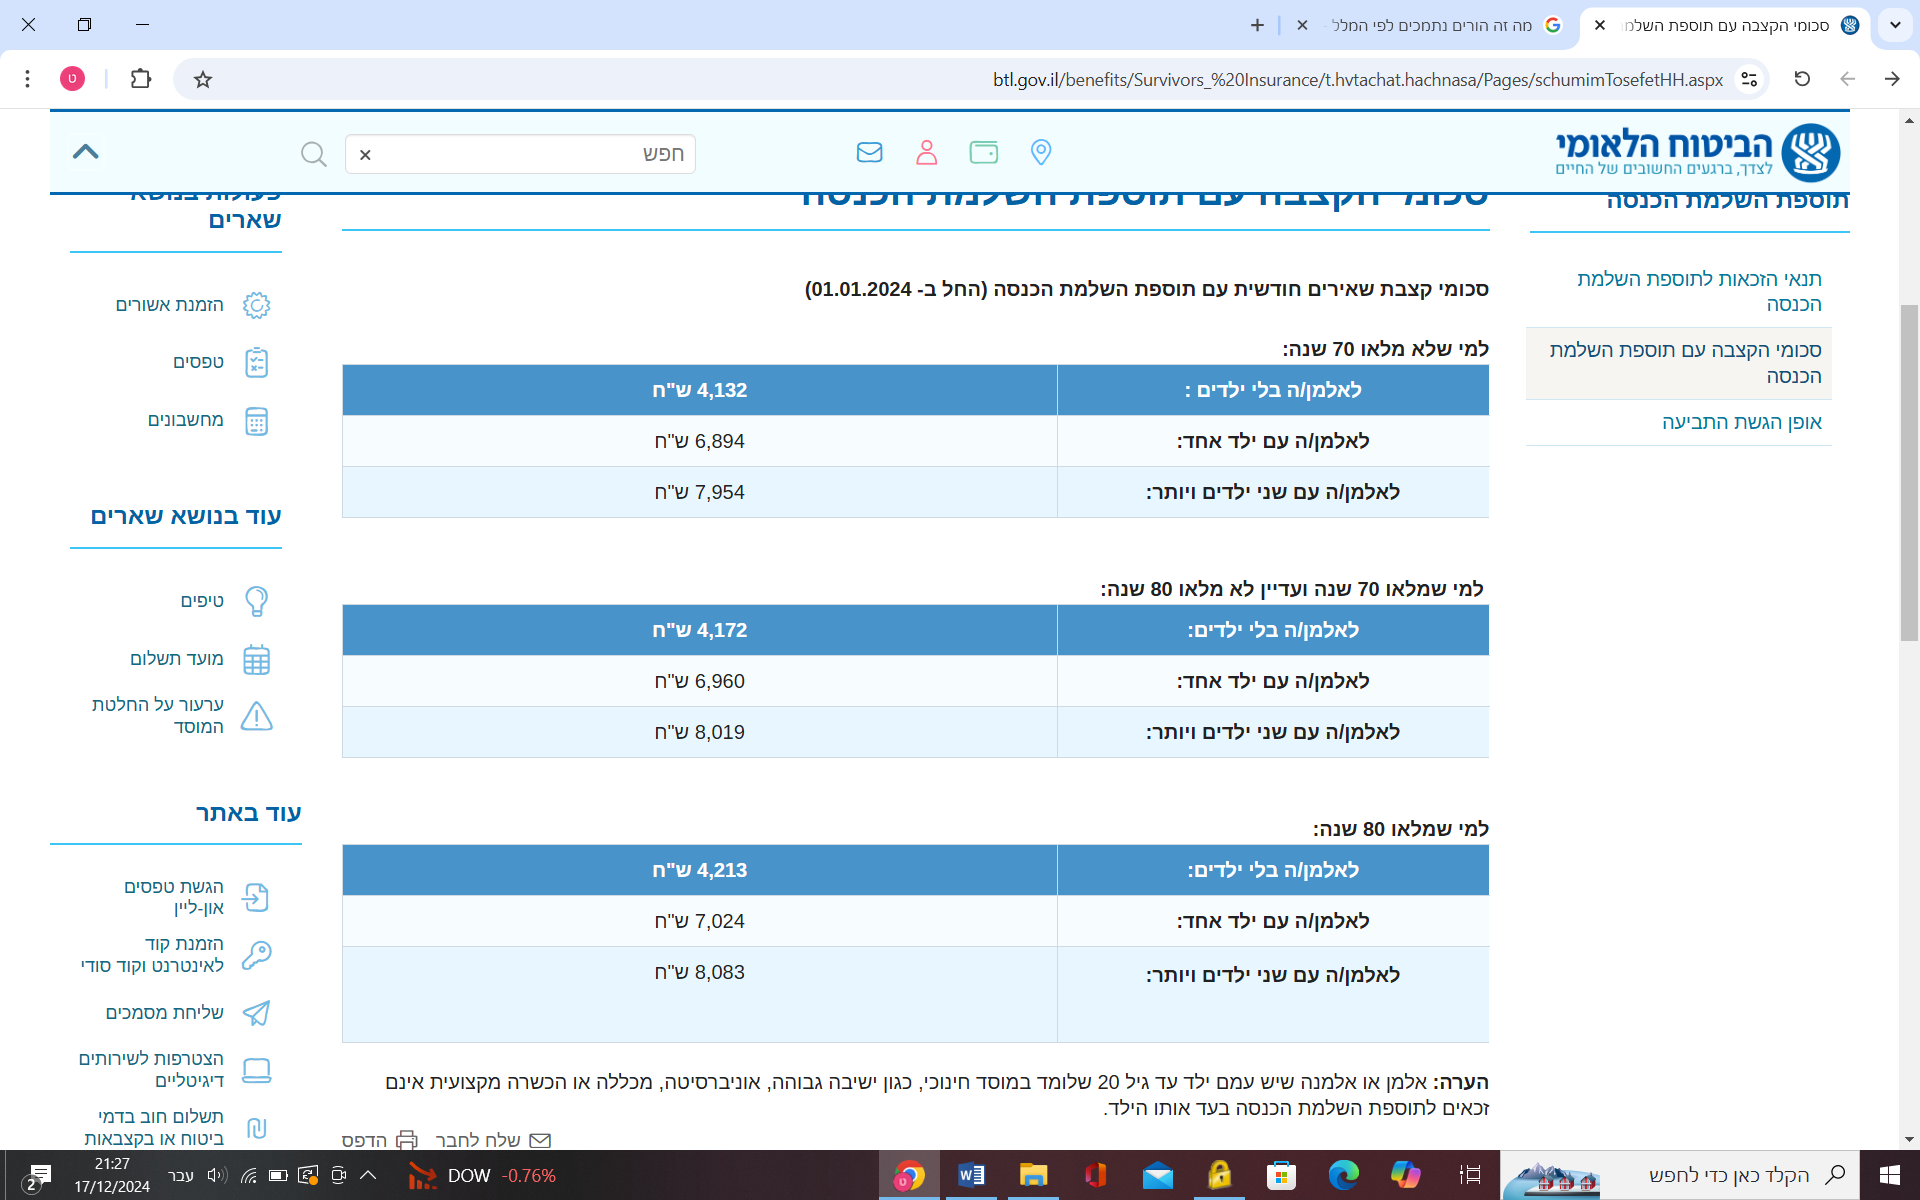 סכומי הקצבה עם תוספת השלמ
מה זה הורים נתמכים לפי המלל
btl.gov.il/benefits/Survivors_%20Insurance/t.hvtachat.hachnasa/Pages/schumimTosefetHH.aspx
ט
הביטוח הלאומי
לצדך, ברגעים החשובים של החיים
חפש
תוספת השלמת הכנסה
תנאי הזכאות לתוספת השלמת
הכנסה
סכומי הקצבה עם תוספת השלמת
הכנסה
אופן הגשת התביעה
סכומי הקצבה עם תוספת השלמת הכנסה
סכומי קצבת שאירים חודשית עם תוספת השלמת הכנסה (החל ב- 01.01.2024)
למי שלא מלאו 70 שנה:
לאלמן/ה בלי ילדים : 4,132 ש"ח
לאלמן/ה עם ילד אחד: 6,894 ש"ח
לאלמן/ה עם שני ילדים ויותר: 7,954 ש"ח
למי שמלאו 70 שנה ועדיין לא מלאו 80 שנה:
לאלמן/ה בלי ילדים: 4,172 ש"ח
לאלמן/ה עם ילד אחד: 6,960 ש"ח
לאלמן/ה עם שני ילדים ויותר: 8,019 ש"ח
למי שמלאו 80 שנה:
לאלמן/ה בלי ילדים: 4,213 ש"ח
לאלמן/ה עם ילד אחד: 7,024 ש"ח
לאלמן/ה עם שני ילדים ויותר: 8,083 ש"ח
הערה: אלמן או אלמנה שיש עמם ילד עד גיל 20 שלומד במוסד חינוכי, כגון ישיבה גבוהה, אוניברסיטה, מכללה או הכשרה מקצועית אינם
זכאים לתוספת השלמת הכנסה בעד אותו הילד.
שלח לחבר
הדפס
פעולות בנושא
שארים
הזמנת אשורים
טפסים
מחשבונים
עוד בנושא שארים
טיפים
מועד תשלום
ערעור על החלטת
המוסד
עוד באתר
הגשת טפסים
און-ליין
הזמנת קוד
לאינטרנט וקוד סודי
שליחת מסמכים
הצטרפות לשירותים
דיגיטליים
תשלום חוב בדמי
ביטוח או בקצבאות
הקלד כאן כדי לחפש
DOW -0.76%
עבר
21:27
17/12/2024
2